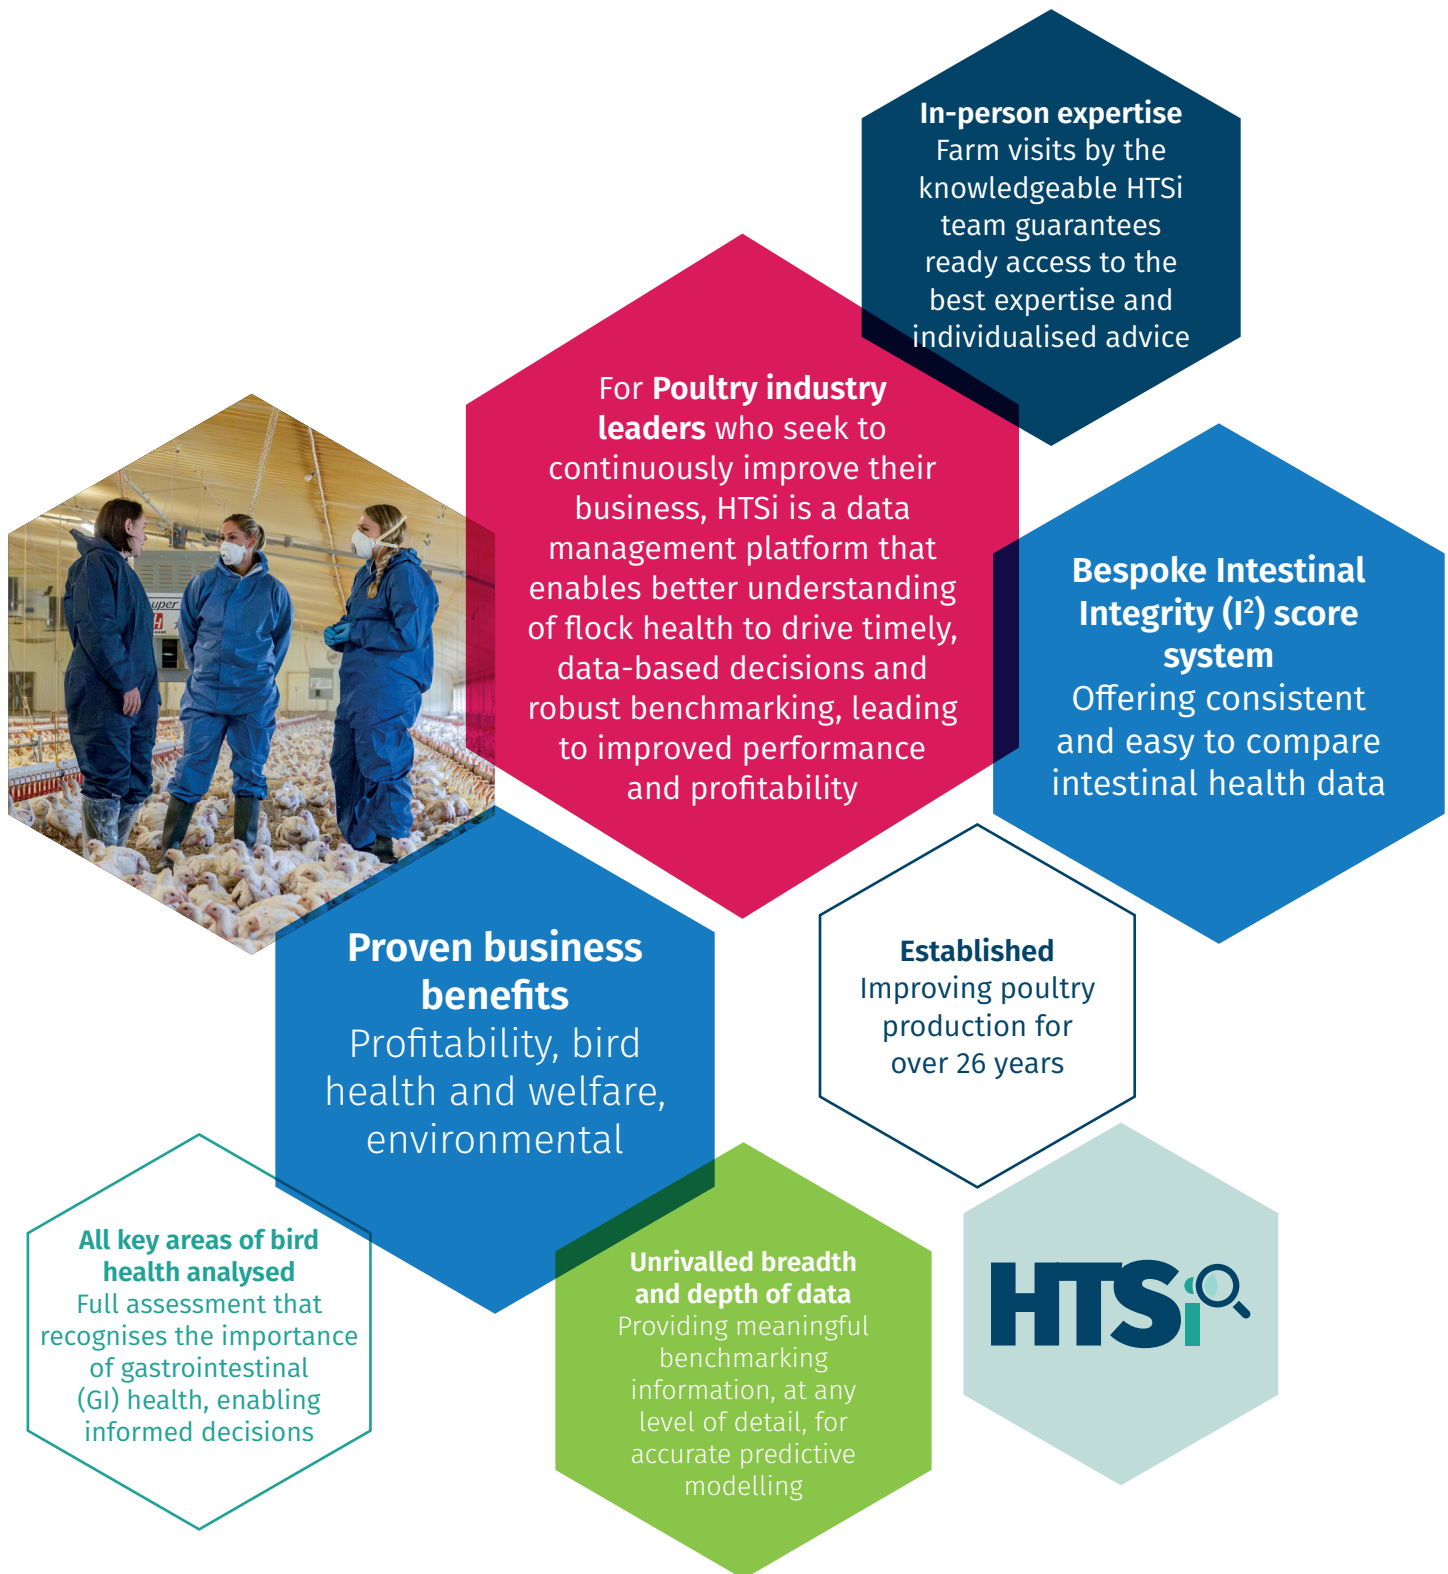 In-person expertise
Farm visits by the
knowledgeable HTSi
team guarantees
ready access to the
best expertise and
individualised advice
For Poultry industry
leaders who seek to
continuously improve their
business, HTSi is a data
management platform that
enables better understanding
of flock health to drive timely,
data-based decisions and
robust benchmarking, leading
to improved performance
and profitability
Bespoke Intestinal
Integrity (I²) score
system
Offering consistent
and easy to compare
intestinal health data
Proven business
benefits
Profitability, bird
health and welfare,
environmental
Established
Improving poultry
production for
over 26 years
All key areas of bird
health analysed
Full assessment that
recognises the importance
of gastrointestinal
(GI) health, enabling
informed decisions
Unrivalled breadth
and depth of data
Providing meaningful
benchmarking
information, at any
level of detail, for
accurate predictive
modelling
HTSi